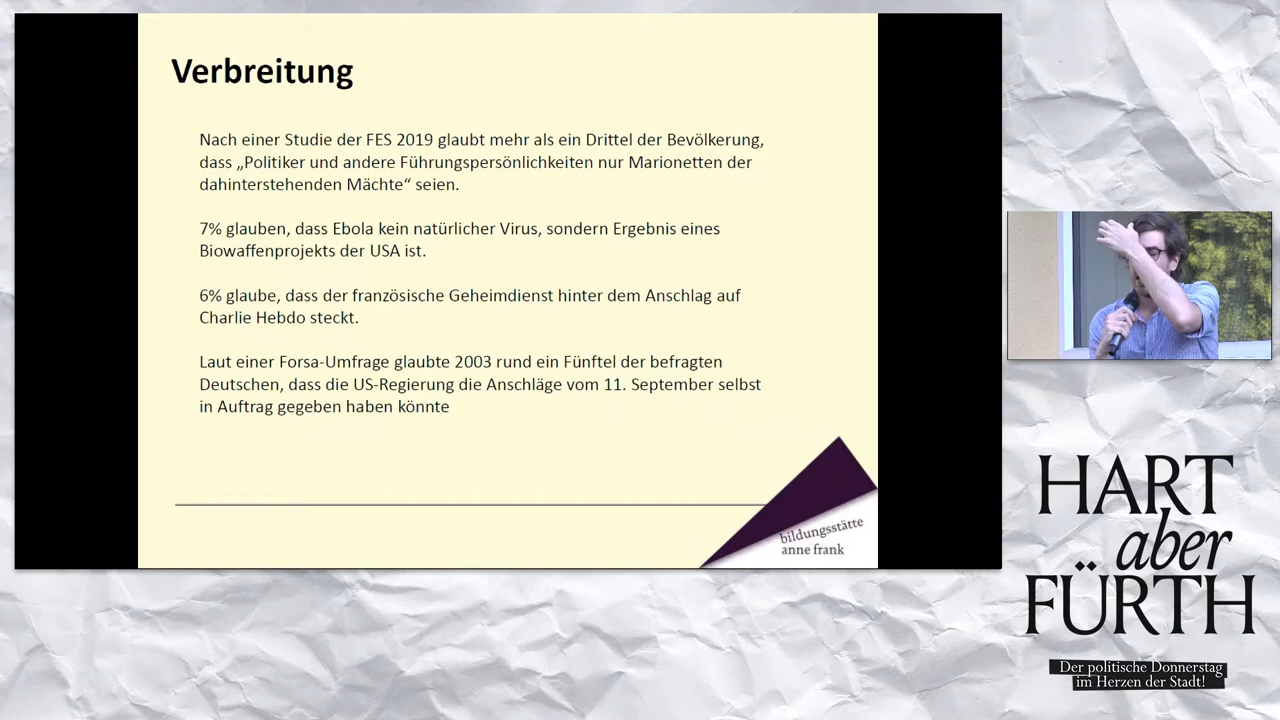 Verbreitung
Nach einer Studie der FES 2019 glaubt mehr als ein Drittel der Bevölkerung,
dass „Politiker und andere Führungspersönlichkeiten nur Marionetten der
dahinterstehenden Mächte“ seien.
7% glauben, dass Ebola kein natürlicher Virus, sondern Ergebnis eines
Biowaffenprojekts der USA ist.
6% glaube, dass der französische Geheimdienst hinter dem Anschlag auf
Charlie Hebdo steckt.
Laut einer Forsa-Umfrage glaubte 2003 rund ein Fünftel der befragten
Deutschen, dass die US-Regierung die Anschläge vom 11. September selbst
in Auftrag gegeben haben könnte
bildungsstätte
anne frank
HART
aber
FÜRTH
Der politische Donnerstag
im Herzen der Stadt!